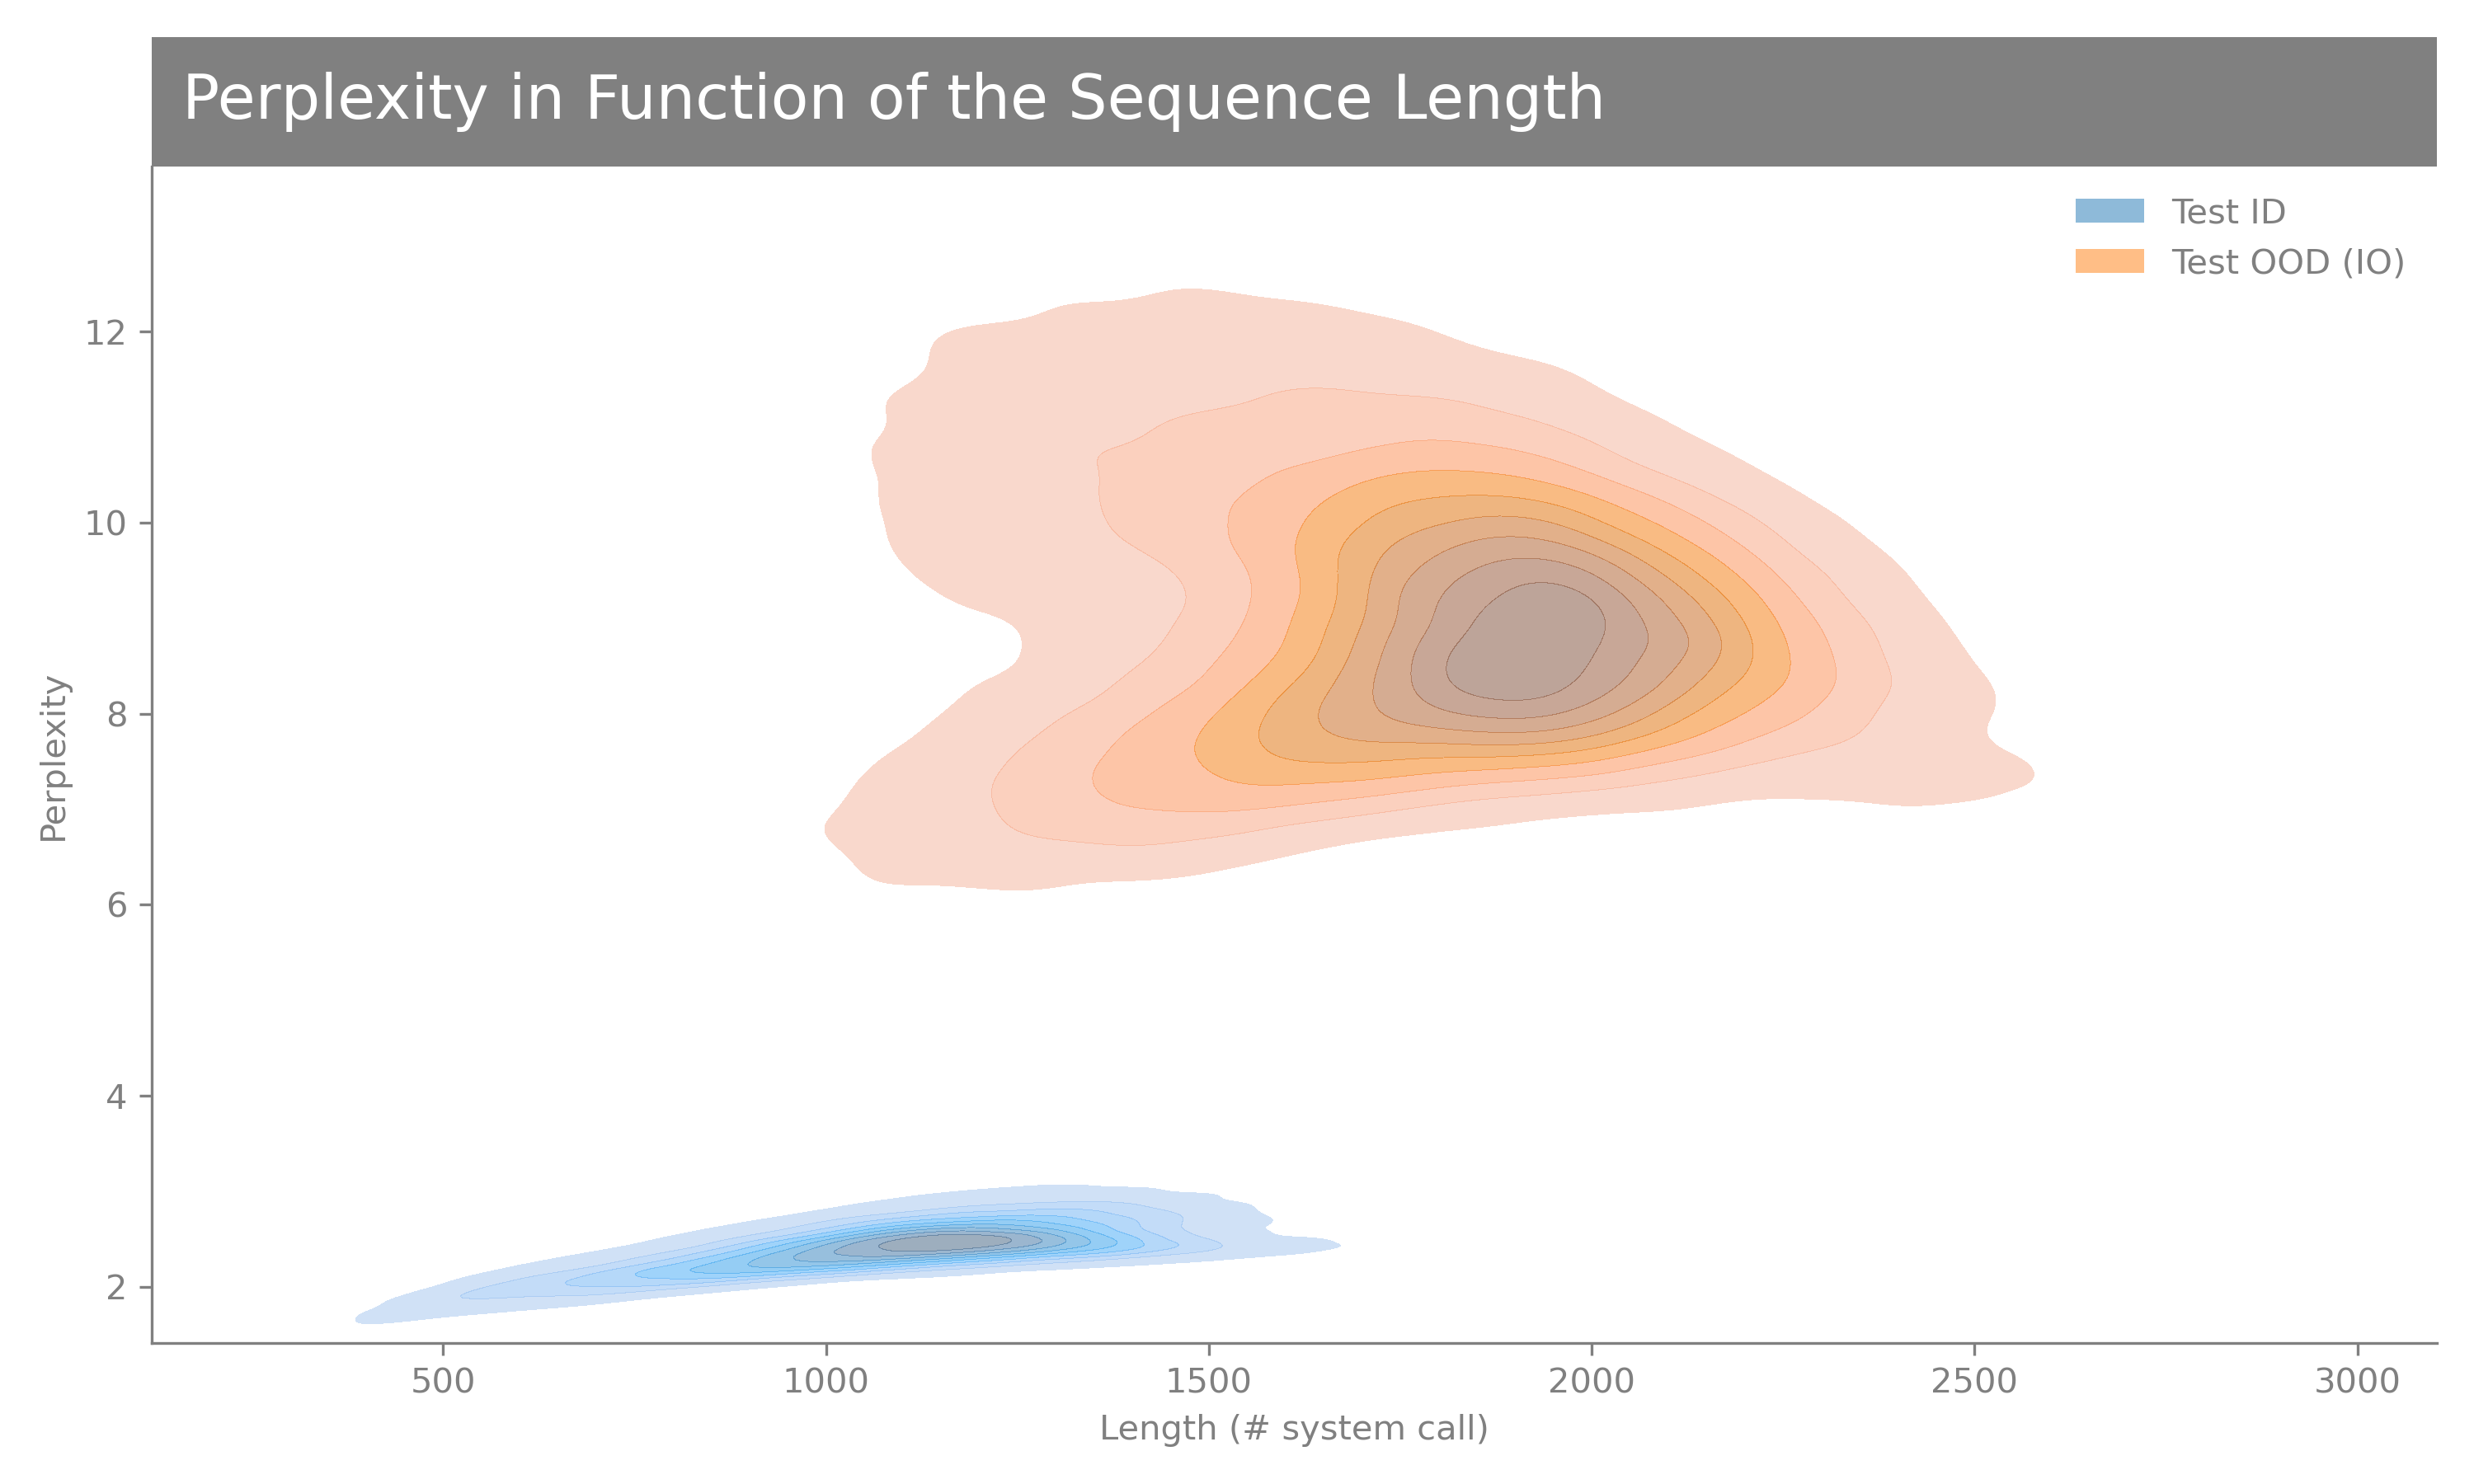 Perplexity in Function of the Sequence Length
Test ID
Test OOD (IO)
12
10
8
6
4
2
Perplexity
500 1000 1500 2000 2500 3000
Length (# system call)